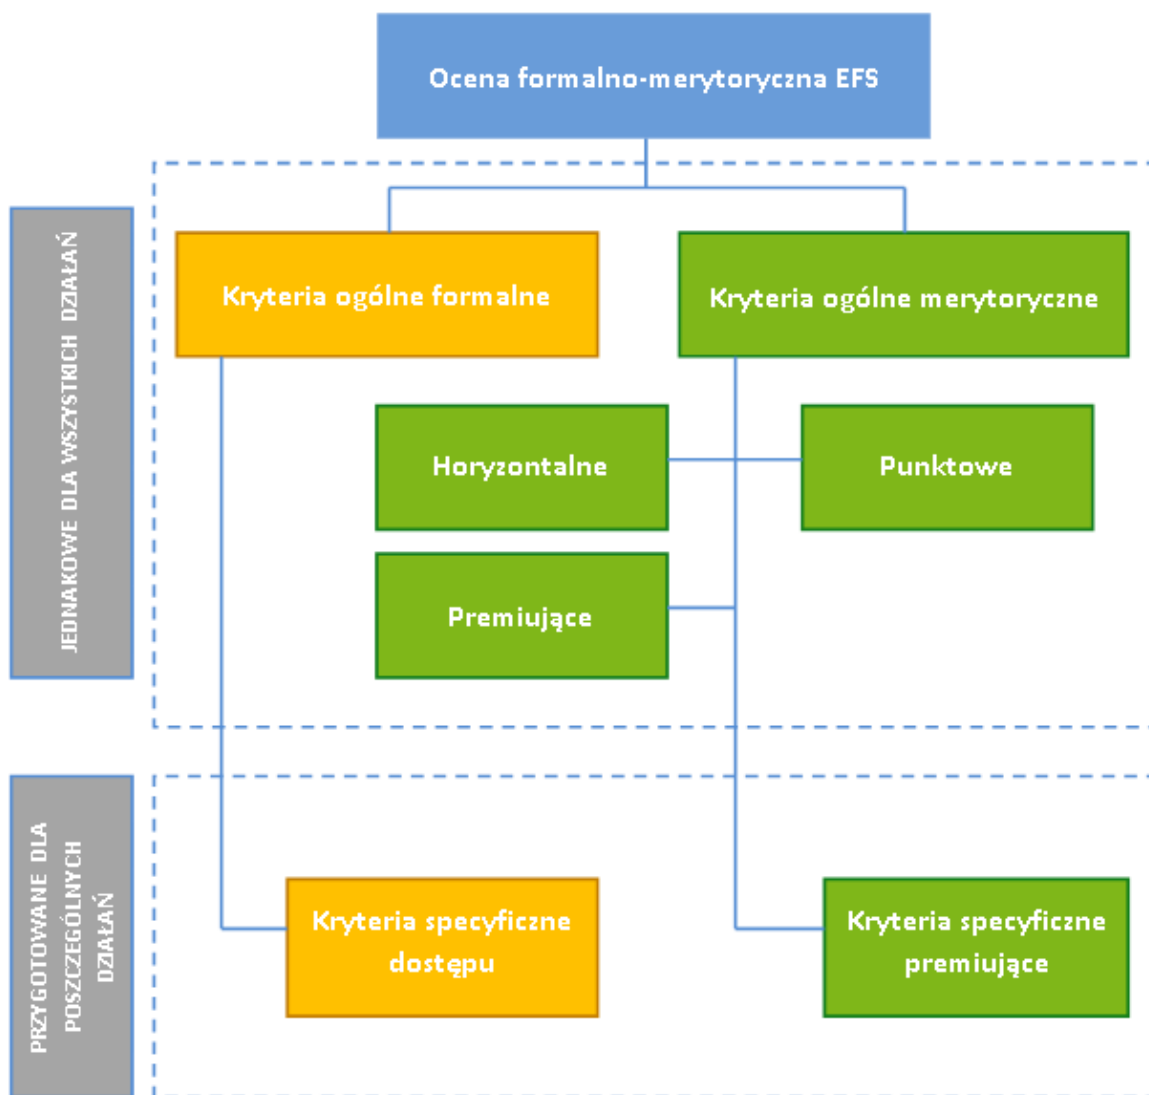 Ocena formalno-merytoryczna EFS
JEDNAKOWE DLA WSZYSTKICH DZIAŁAŃ
Kryteria ogólne formalne
Kryteria ogólne merytoryczne
Horyzontalne
Punktowe
Premiujące
PRZYGOTOWANE DLA
POSZCZEGÓLNYCH
DZIAŁAŃ
Kryteria specyficzne
dostępu
Kryteria specyficzne
premiujące